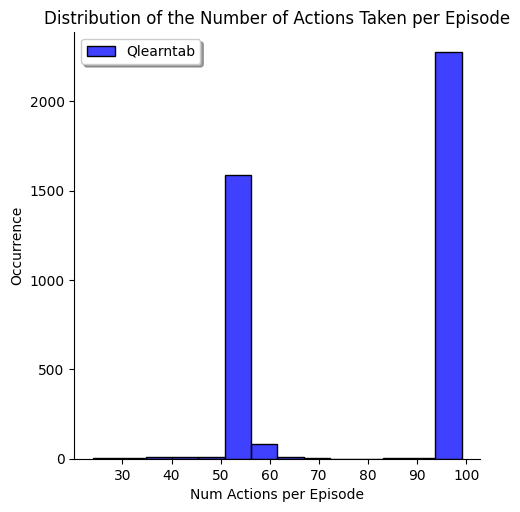 Distribution of the Number of Actions Taken per Episode
Qlearntab
2000
1500
1000
500
0
Occurrence
30 40 50 60 70 80 90 100
Num Actions per Episode